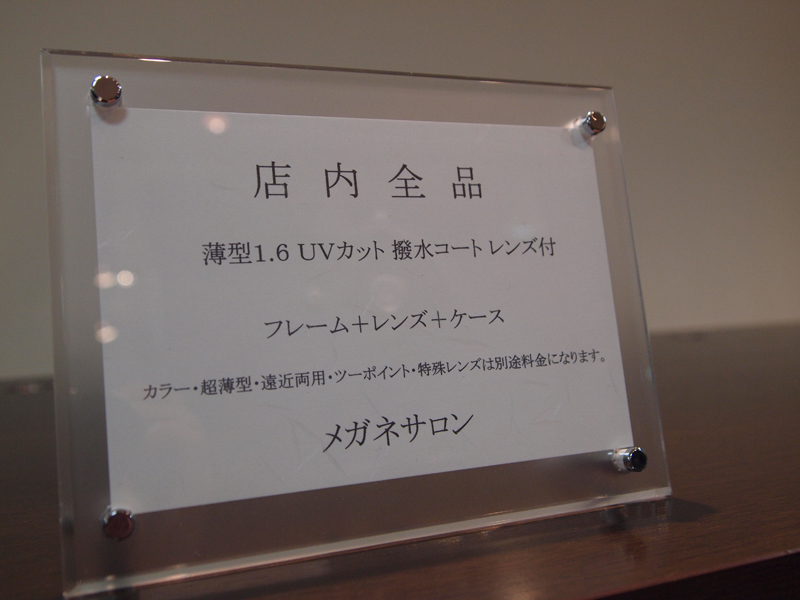 店内全品
薄型1.6 UVカット 撥水コート レンズ付
フレーム＋レンズ＋ケース
カラー・超薄型・遠近両用・ツーポイント・特殊レンズは別途料金になります。
メガネサロン